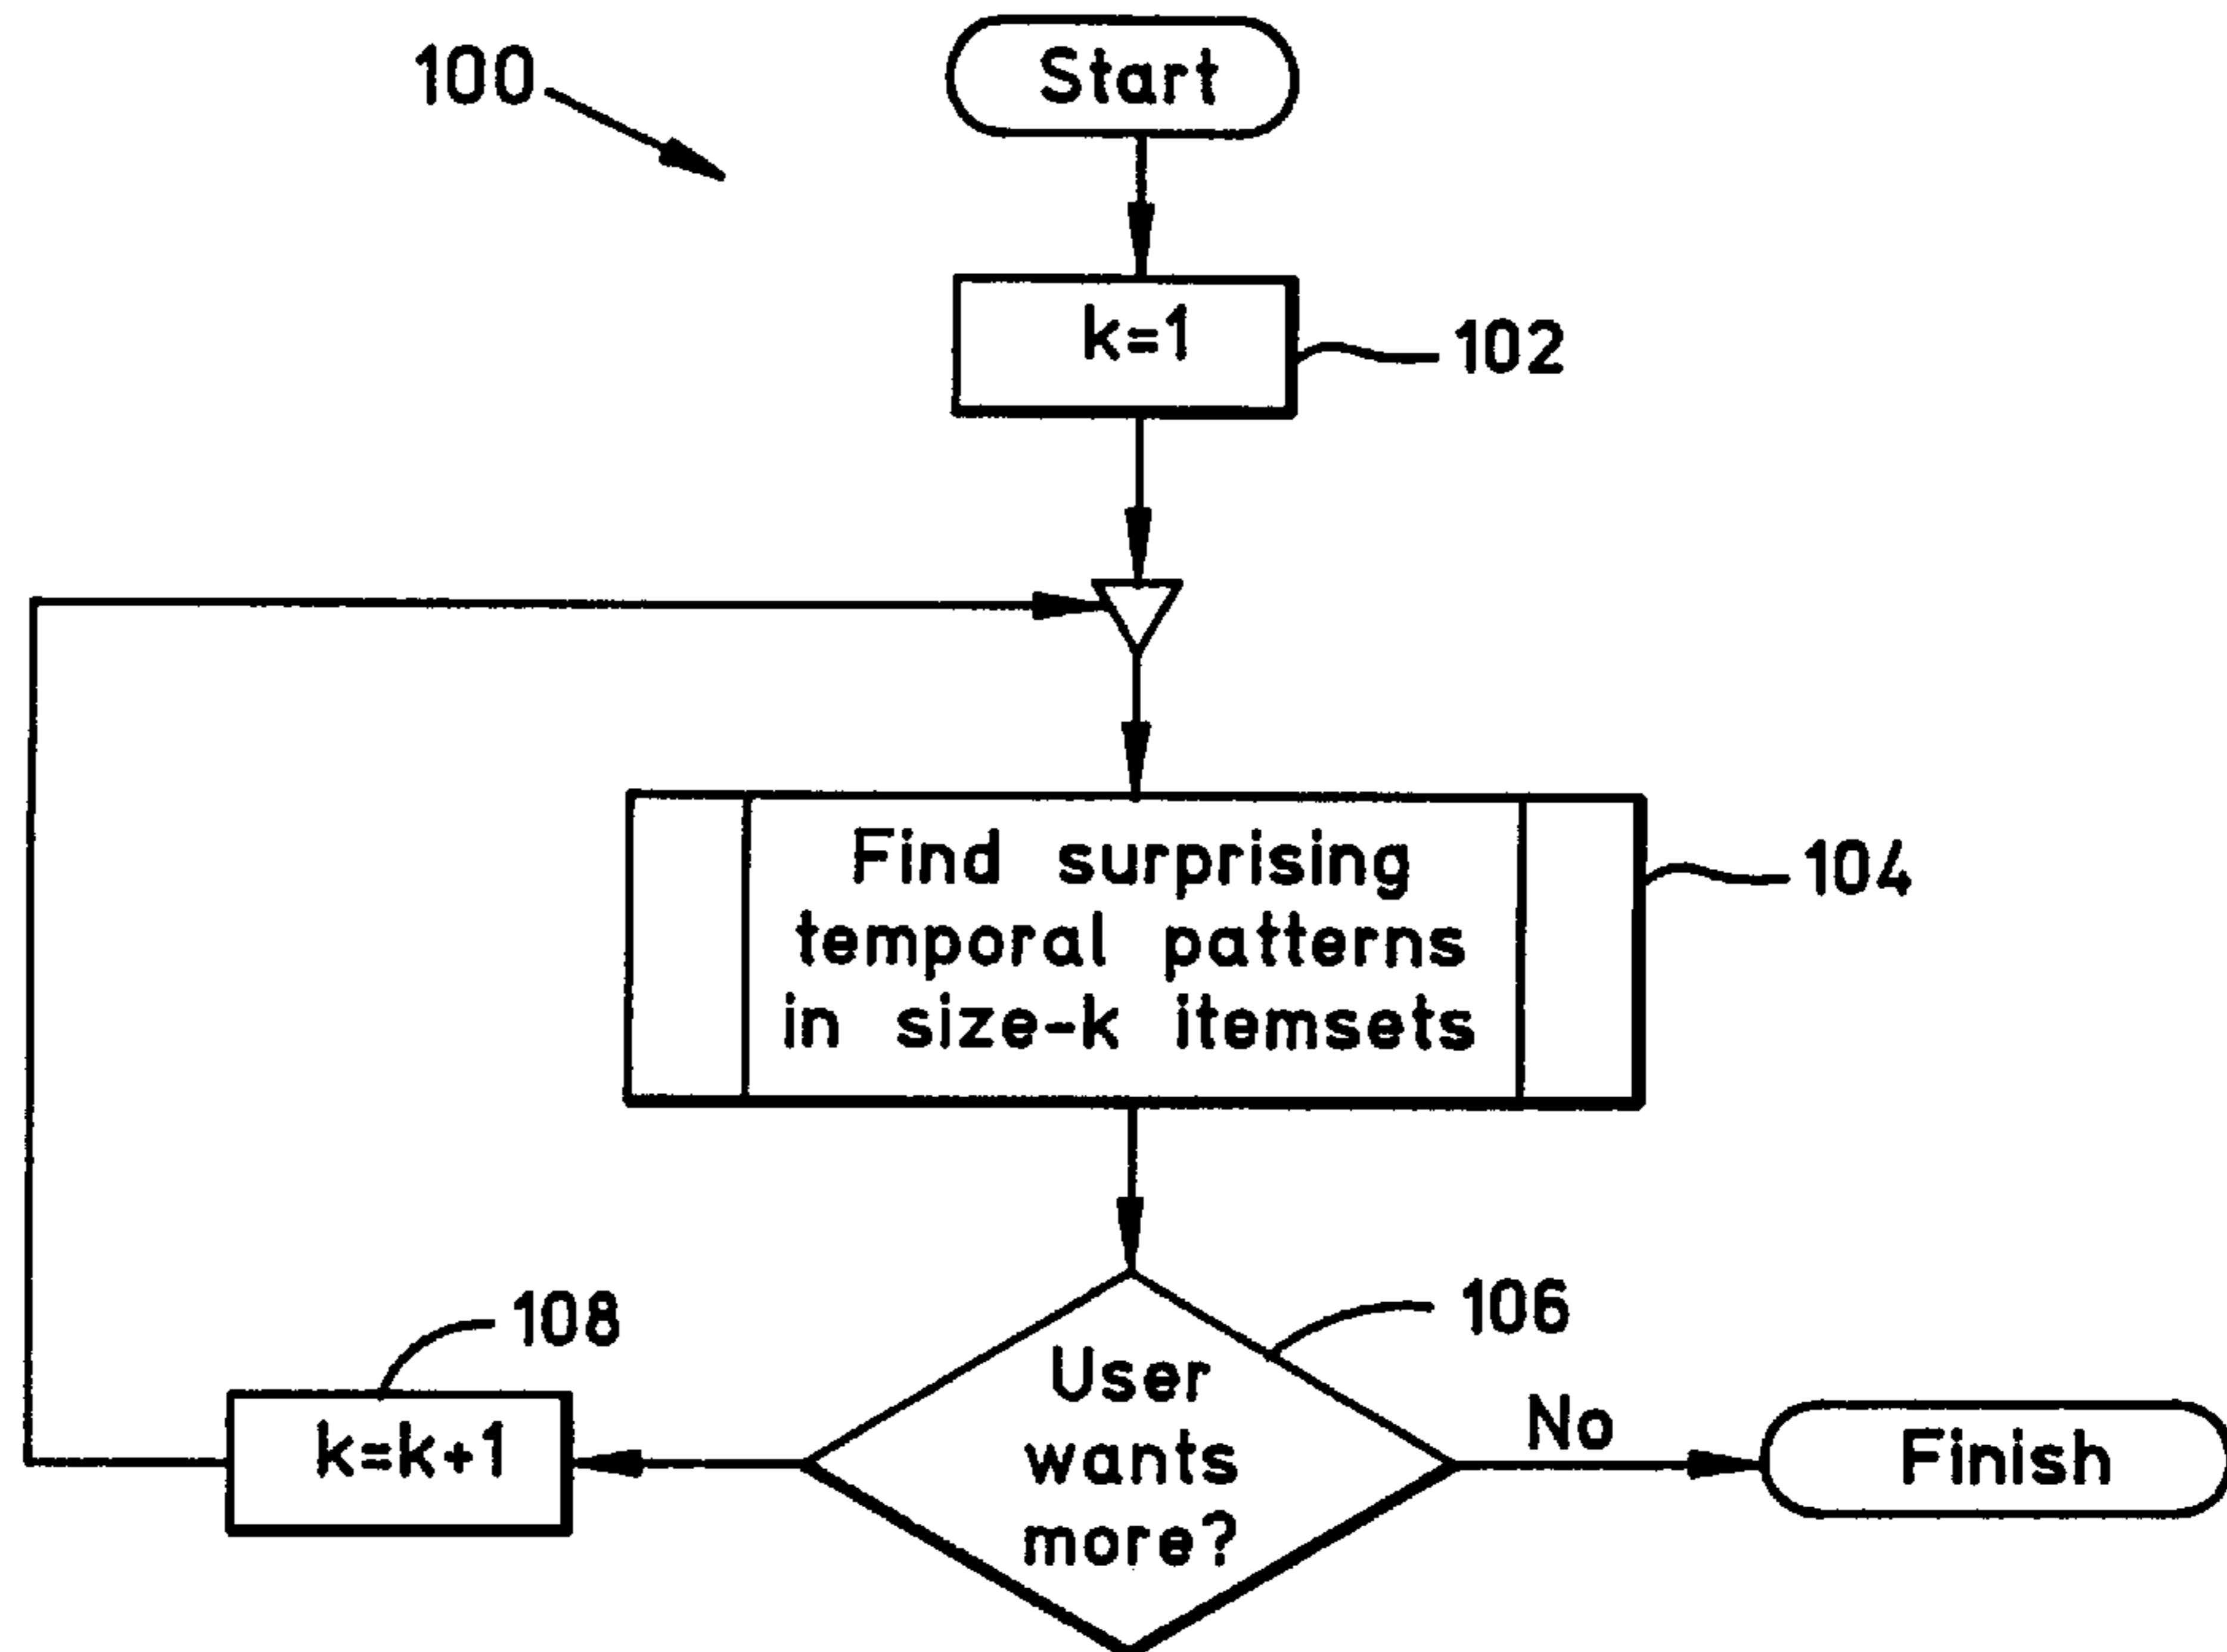 100
Start
k=1
102
Find surprising
temporal patterns
in size-k itemsets
104
106
108
User
wants
more?
k=k+1
No
Finish